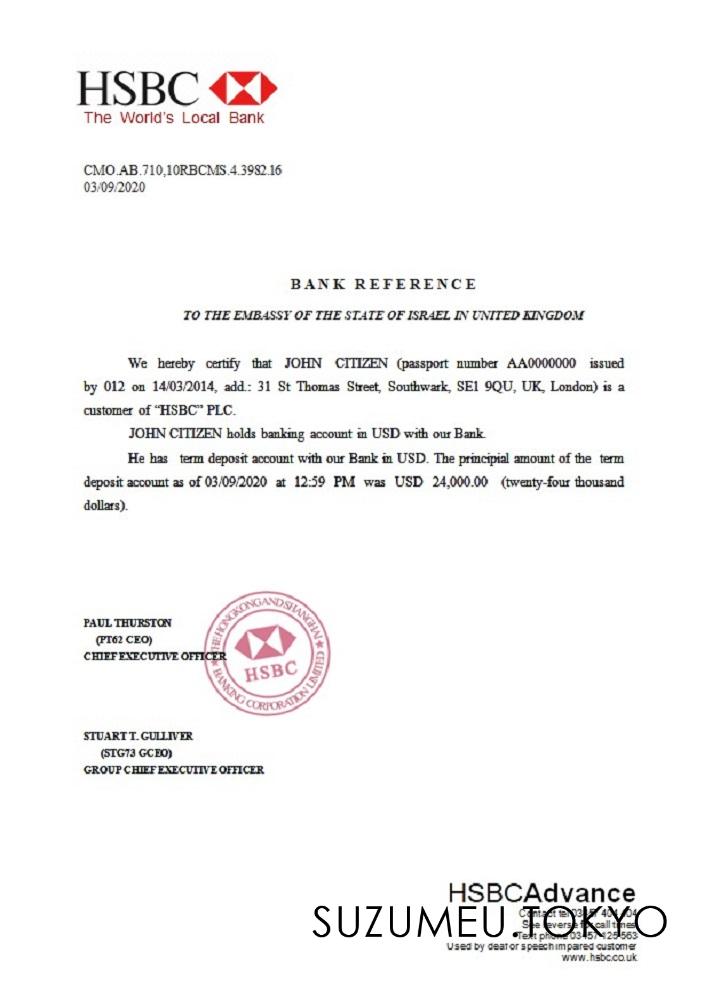 HSBC
The World's Local Bank
CMO.AB.710,10RBCMS.4.3982.16
03/09/2020
BANK REFERENCE
TO THE EMBASSY OF THE STATE OF ISRAEL IN UNITED KINGDOM
We hereby certify that JOHN CITIZEN (passport number AA0000000 issued
by 012 on 14/03/2014, add.: 31 St Thomas Street, Southwark, SE1 9QU, UK, London) is a
customer of "HSBC" PLC.
JOHN CITIZEN holds banking account in USD with our Bank.
He has term deposit account with our Bank in USD. The principial amount of the term
deposit account as of 03/09/2020 at 12:59 PM was USD 24,000.00 (twenty-four thousand
dollars).
PAUL THURSTON
(PT62 CEO)
CHIEF EXECUTIVE OFFICER
THE HONGKONG AND SHANGHAI
HSBC
BANKING CORPORATION LIMITED
STUART T. GULLIVER
(STG73 GCEO)
GROUP CHIEF EXECUTIVE OFFICER
HSBCAdvance
Contact tel 03457 404 404
SUZUMEU.TOKYO
See reverse for call times
Text phone 03457 125 563
Used by deaf or speech impaired customer
www.hsbc.co.uk